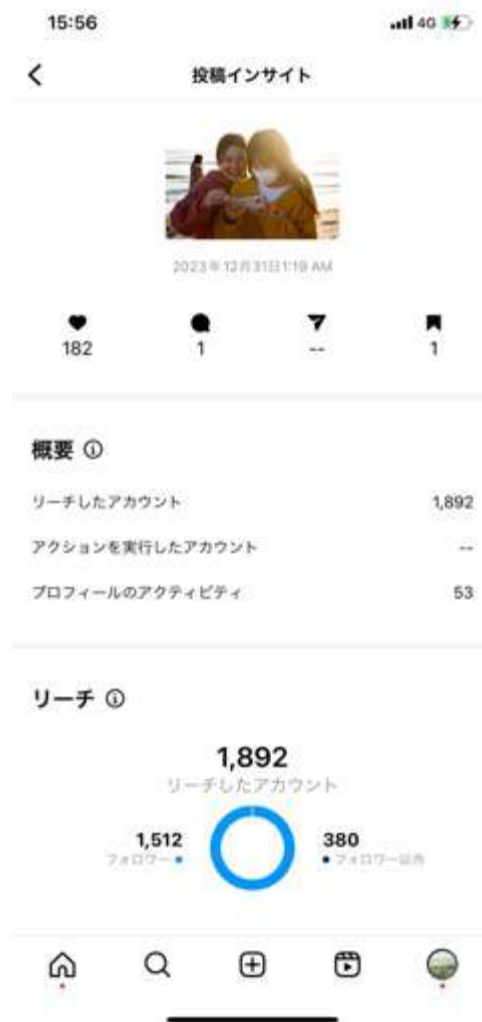 15:56
4G
投稿インサイト
2023年12月31日1:19 AM
182
1
--
1
概要
リーチしたアカウント
1,892
アクションを実行したアカウント
--
プロフィールのアクティビティ
53
リーチ
1,892
リーチしたアカウント
1,512
フォロワー
380
フォロワー以外